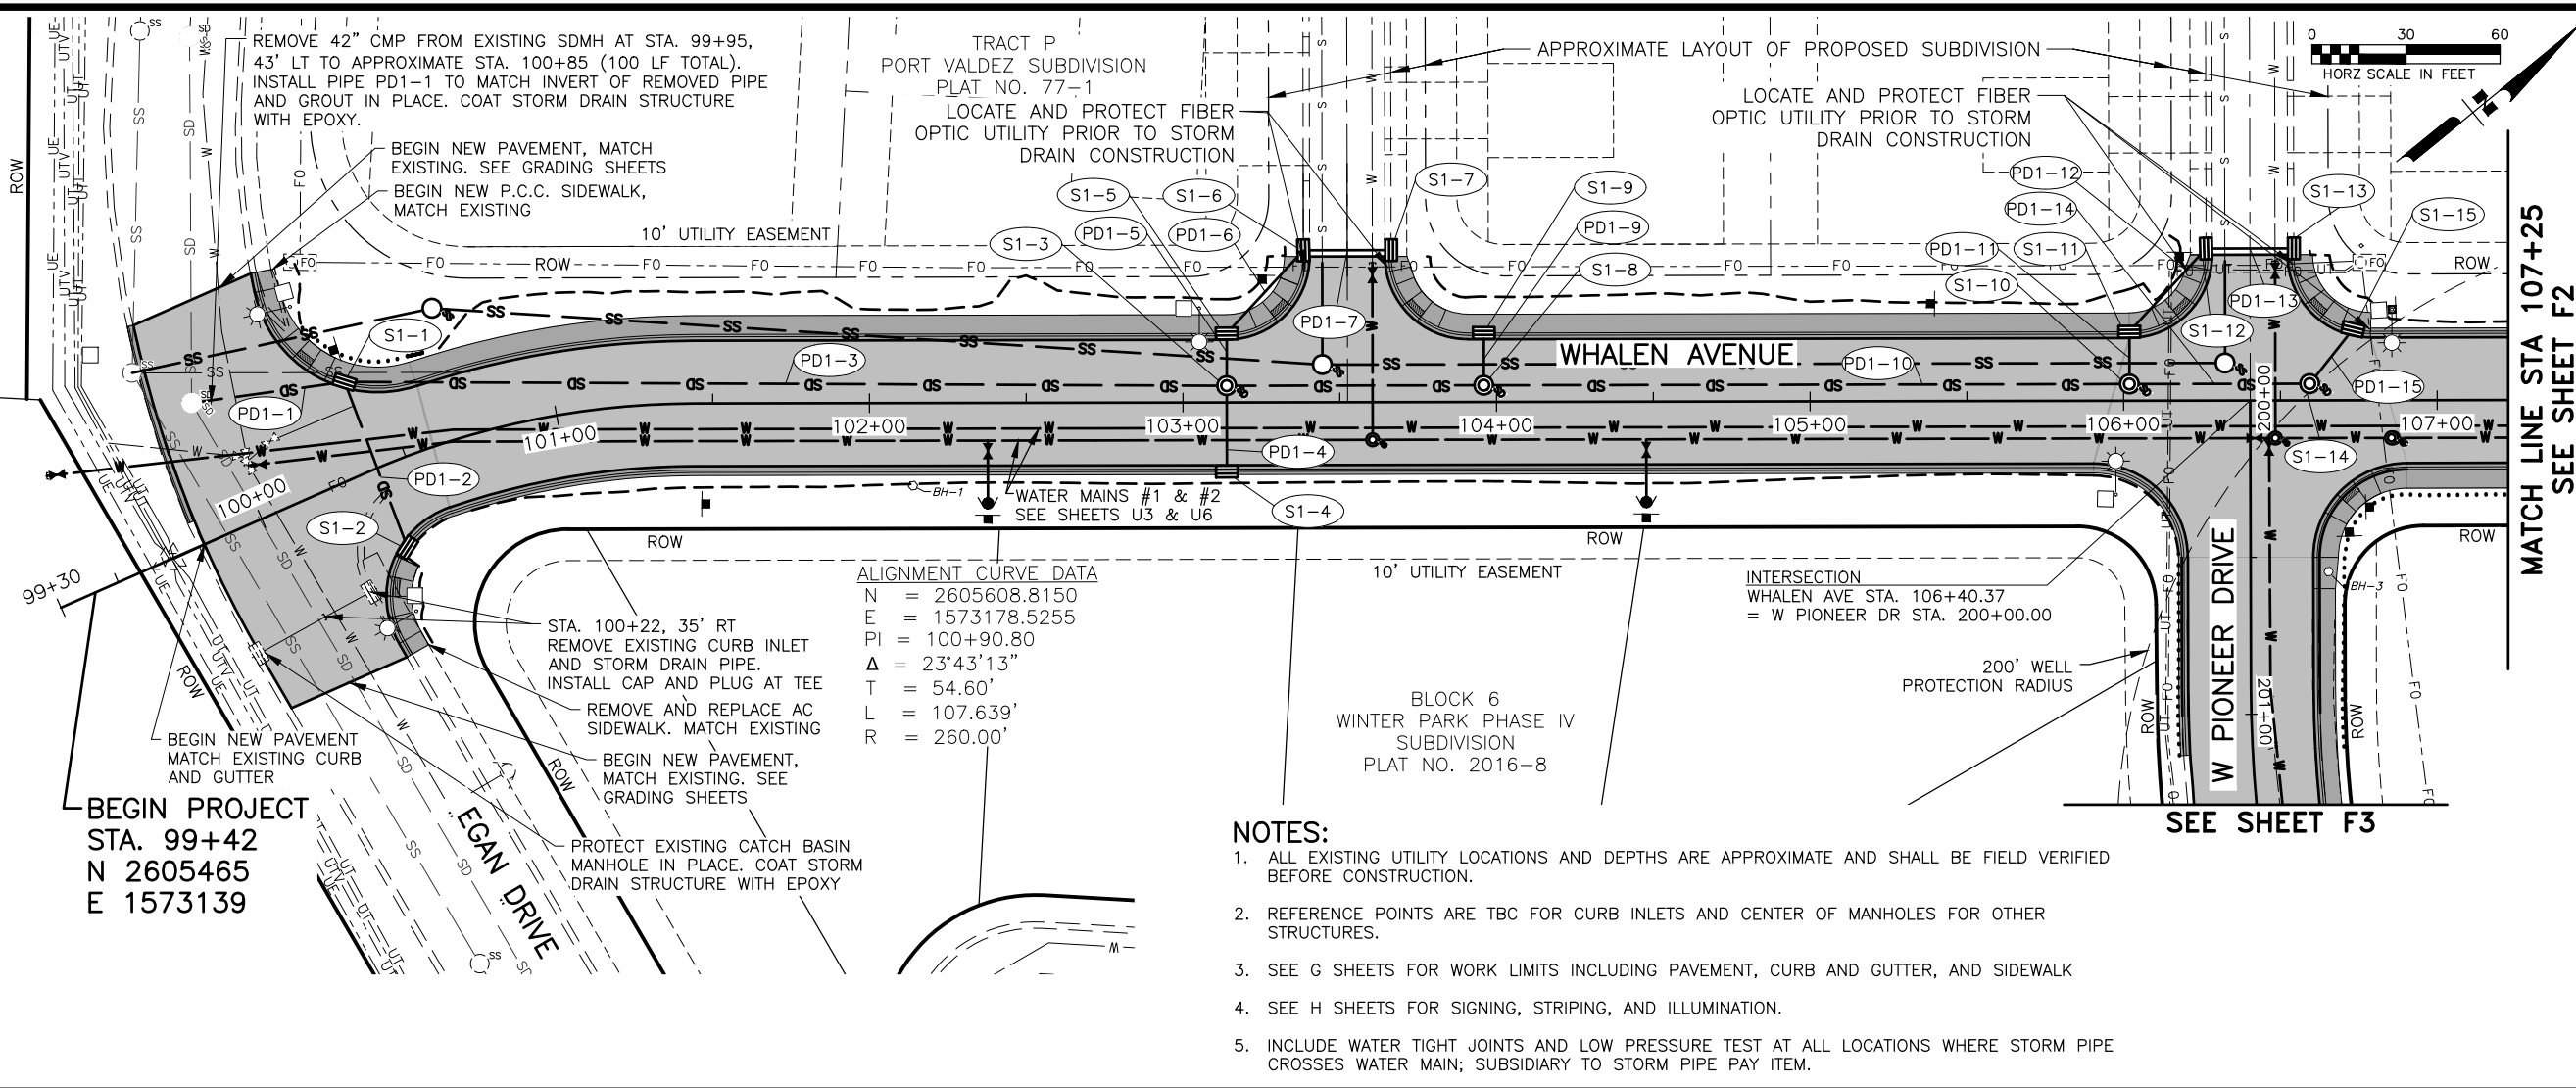 REMOVE 42" CMP FROM EXISTING SDMH AT STA. 99+95,
43' LT TO APPROXIMATE STA. 100+85 (100 LF TOTAL).
INSTALL PIPE PD1-1 TO MATCH INVERT OF REMOVED PIPE
AND GROUT IN PLACE. COAT STORM DRAIN STRUCTURE
WITH EPOXY.
BEGIN NEW PAVEMENT, MATCH
EXISTING. SEE GRADING SHEETS
BEGIN NEW P.C.C. SIDEWALK,
MATCH EXISTING
TRACT P
PORT VALDEZ SUBDIVISION
PLAT NO. 77-1
LOCATE AND PROTECT FIBER
OPTIC UTILITY PRIOR TO STORM
DRAIN CONSTRUCTION
APPROXIMATE LAYOUT OF PROPOSED SUBDIVISION
LOCATE AND PROTECT FIBER
OPTIC UTILITY PRIOR TO STORM
DRAIN CONSTRUCTION
0 30 60
HORZ SCALE IN FEET
N
MATCH LINE STA 107+25
SEE SHEET F2
ROW
10' UTILITY EASEMENT
ROW
S1-1
PD1-1
PD1-2
S1-2
PD1-3
S1-3
S1-5
PD1-5
S1-6
PD1-6
S1-7
PD1-7
S1-9
PD1-9
S1-8
PD1-4
S1-4
PD1-10
S1-10
PD1-11
S1-11
PD1-12
PD1-14
S1-12
PD1-13
S1-13
S1-15
PD1-15
S1-14
WHALEN AVENUE
99+30
100+00
101+00
102+00
103+00
104+00
105+00
106+00
107+00
200+00
201+00
BH-1
BH-3
WATER MAINS #1 & #2
SEE SHEETS U3 & U6
ROW
ROW
ROW
ROW
10' UTILITY EASEMENT
ALIGNMENT CURVE DATA
N = 2605608.8150
E = 1573178.5255
PI = 100+90.80
Δ = 23°43'13"
T = 54.60'
L = 107.639'
R = 260.00'
INTERSECTION
WHALEN AVE STA. 106+40.37
= W PIONEER DR STA. 200+00.00
200' WELL
PROTECTION RADIUS
W PIONEER DRIVE
ROW
ROW
SEE SHEET F3
BLOCK 6
WINTER PARK PHASE IV
SUBDIVISION
PLAT NO. 2016-8
STA. 100+22, 35' RT
REMOVE EXISTING CURB INLET
AND STORM DRAIN PIPE.
INSTALL CAP AND PLUG AT TEE
REMOVE AND REPLACE AC
SIDEWALK. MATCH EXISTING
BEGIN NEW PAVEMENT,
MATCH EXISTING. SEE
GRADING SHEETS
PROTECT EXISTING CATCH BASIN
MANHOLE IN PLACE. COAT STORM
DRAIN STRUCTURE WITH EPOXY
BEGIN NEW PAVEMENT
MATCH EXISTING CURB
AND GUTTER
BEGIN PROJECT
STA. 99+42
N 2605465
E 1573139
EGAN DRIVE
ROW
ROW
NOTES:
1. ALL EXISTING UTILITY LOCATIONS AND DEPTHS ARE APPROXIMATE AND SHALL BE FIELD VERIFIED
BEFORE CONSTRUCTION.
2. REFERENCE POINTS ARE TBC FOR CURB INLETS AND CENTER OF MANHOLES FOR OTHER
STRUCTURES.
3. SEE G SHEETS FOR WORK LIMITS INCLUDING PAVEMENT, CURB AND GUTTER, AND SIDEWALK
4. SEE H SHEETS FOR SIGNING, STRIPING, AND ILLUMINATION.
5. INCLUDE WATER TIGHT JOINTS AND LOW PRESSURE TEST AT ALL LOCATIONS WHERE STORM PIPE
CROSSES WATER MAIN; SUBSIDIARY TO STORM PIPE PAY ITEM.